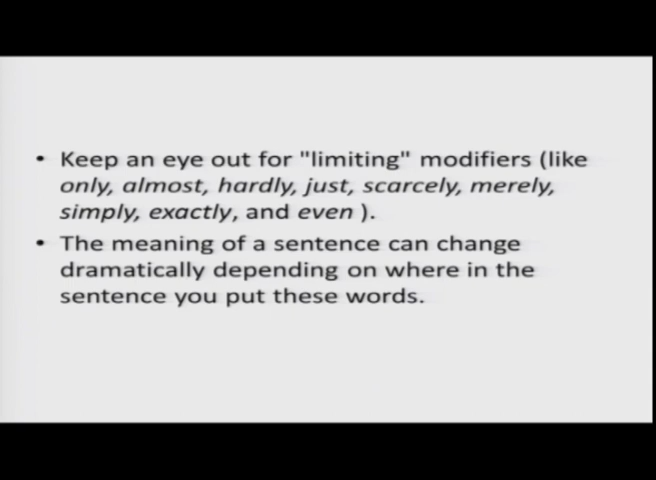 • Keep an eye out for "limiting" modifiers (like
only, almost, hardly, just, scarcely, merely,
simply, exactly, and even ).
• The meaning of a sentence can change
dramatically depending on where in the
sentence you put these words.